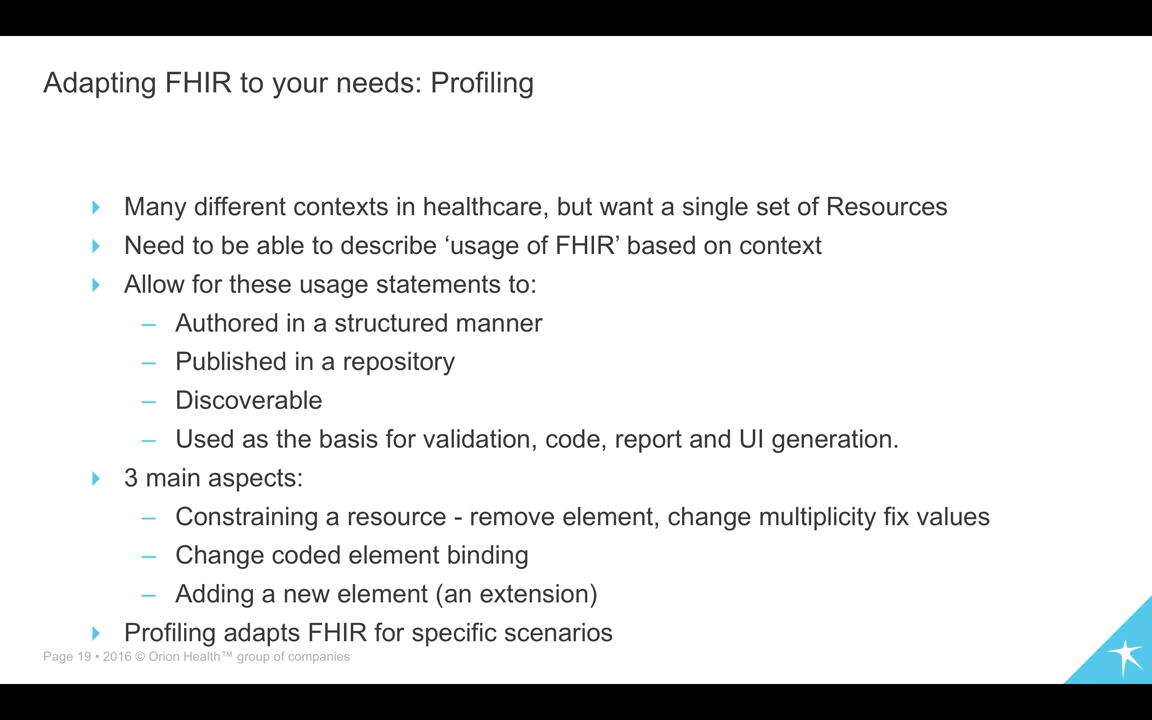 Adapting FHIR to your needs: Profiling
Many different contexts in healthcare, but want a single set of Resources
Need to be able to describe ‘usage of FHIR’ based on context
Allow for these usage statements to:
– Authored in a structured manner
– Published in a repository
– Discoverable
– Used as the basis for validation, code, report and UI generation.
3 main aspects:
– Constraining a resource - remove element, change multiplicity fix values
– Change coded element binding
– Adding a new element (an extension)
Profiling adapts FHIR for specific scenarios
Page 19 • 2016 © Orion Health™ group of companies